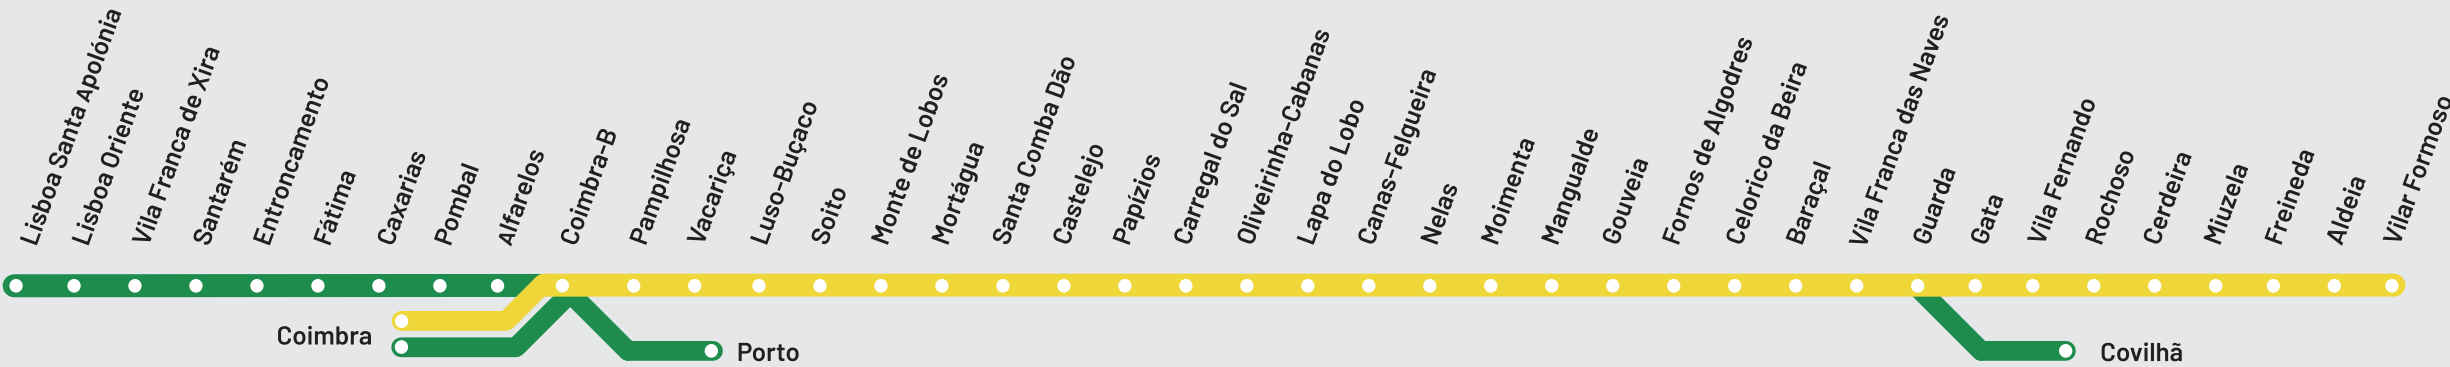 Lisboa Santa Apolónia
Lisboa Oriente
Vila Franca de Xira
Santarém
Entroncamento
Fátima
Caxarias
Pombal
Alfarelos
Coimbra-B
Pampilhosa
Vacariça
Luso-Buçaco
Soito
Monte de Lobos
Mortágua
Santa Comba Dão
Castelejo
Papízios
Carregal do Sal
Oliveirinha-Cabanas
Lapa do Lobo
Canas-Felgueira
Nelas
Moimenta
Mangualde
Gouveia
Fornos de Algodres
Celorico da Beira
Baraçal
Vila Franca das Naves
Guarda
Gata
Vila Fernando
Rochoso
Cerdeira
Miuzela
Freineda
Aldeia
Vilar Formoso
Coimbra
Porto
Covilhã